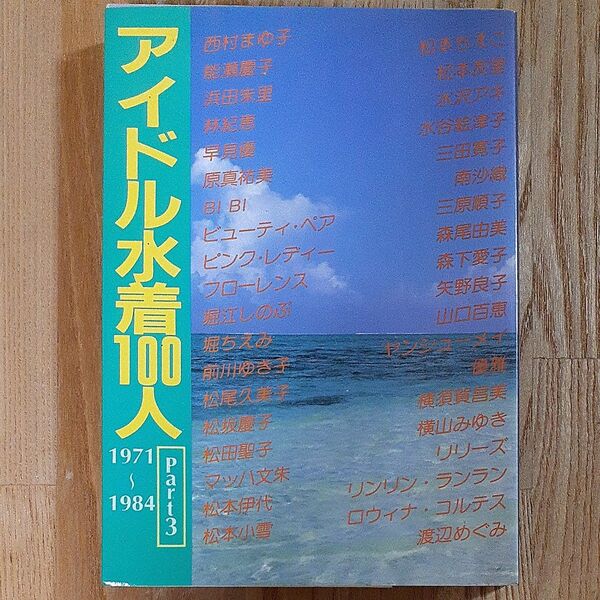 アイドル水着100人
1971
〜
1984
Part3
西村まゆ子
能瀬慶子
浜田朱里
林紀恵
早見優
原真祐美
BIBI
ビューティ・ペア
ピンク・レディー
フローレンス
堀江しのぶ
堀ちえみ
前川ゆき子
松尾久美子
松坂慶子
松田聖子
マッハ文朱
松本伊代
松本小雪
松本ちえこ
松本友里
水沢アキ
水谷絵津子
三田寛子
南沙織
三原順子
森尾由美
森下愛子
矢野良子
山口百恵
ヤンジューメイ
横須賀昌美
横山みゆき
リリーズ
リンリン・ランラン
ロウィナ・コルテス
渡辺めぐみ